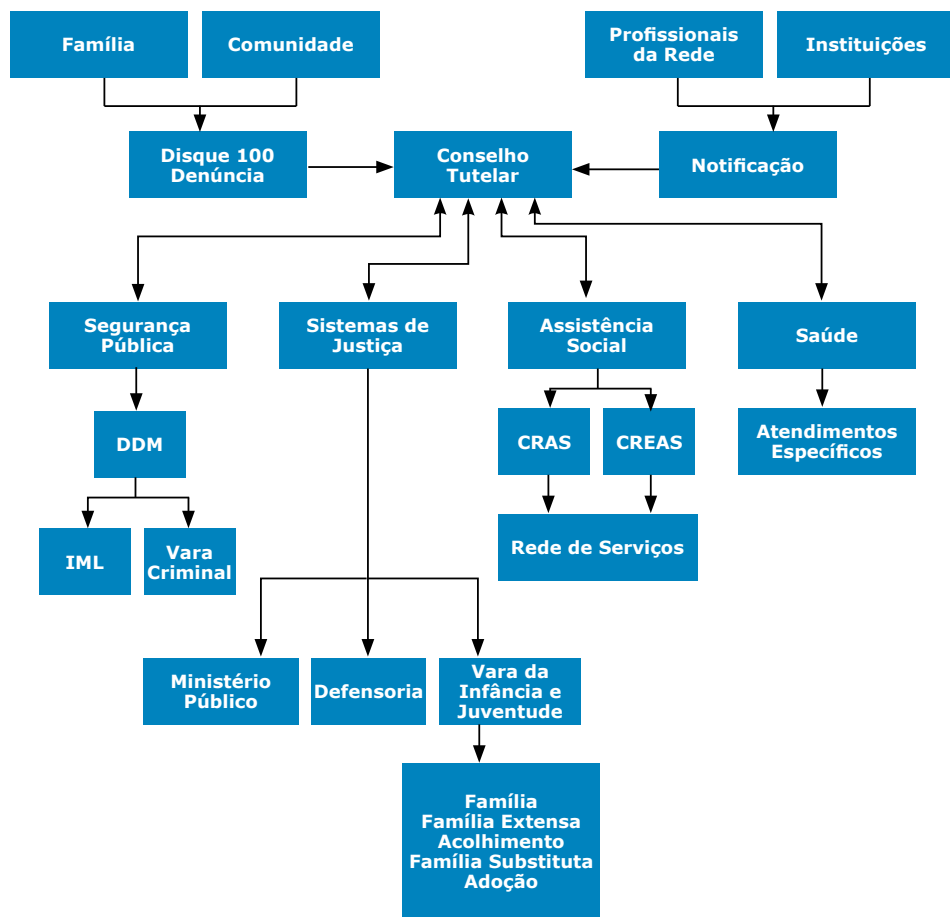 Família
Comunidade
Profissionais
da Rede
Instituições
Disque 100
Denúncia
Conselho
Tutelar
Notificação
Segurança
Pública
Sistemas de
Justiça
Assistência
Social
Saúde
DDM
CRAS
CREAS
Atendimentos
Específicos
IML
Vara
Criminal
Rede de Serviços
Ministério
Público
Defensoria
Vara da
Infância e
Juventude
Família
Família Extensa
Acolhimento
Família Substituta
Adoção